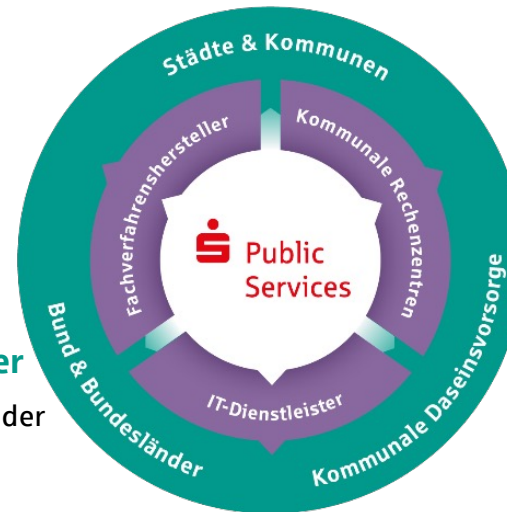 Städte & Kommunen
Fachverfahrenshersteller
Kommunale Rechenzentren
Public
Services
IT-Dienstleister
Bund & Bundesländer
Kommunale Daseinsvorsorge
er
der